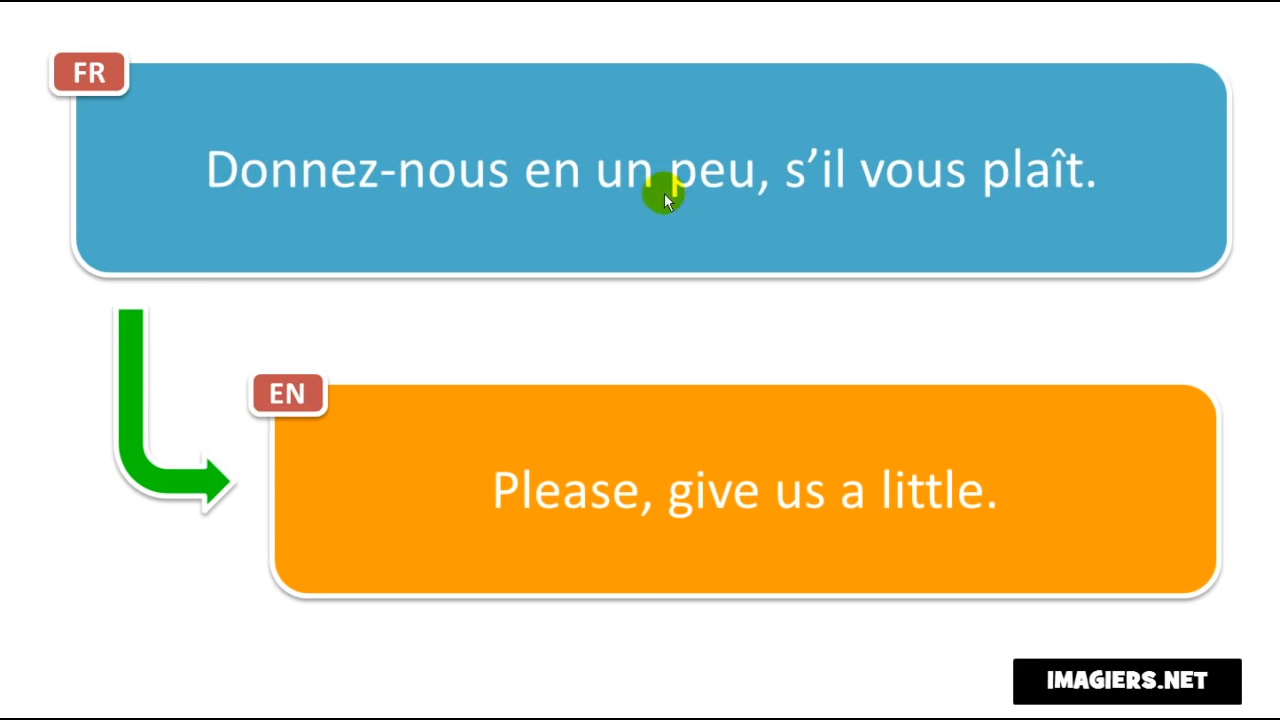 FR
Donnez-nous en un peu, s’il vous plaît.
EN
Please, give us a little.
IMAGIERS.NET